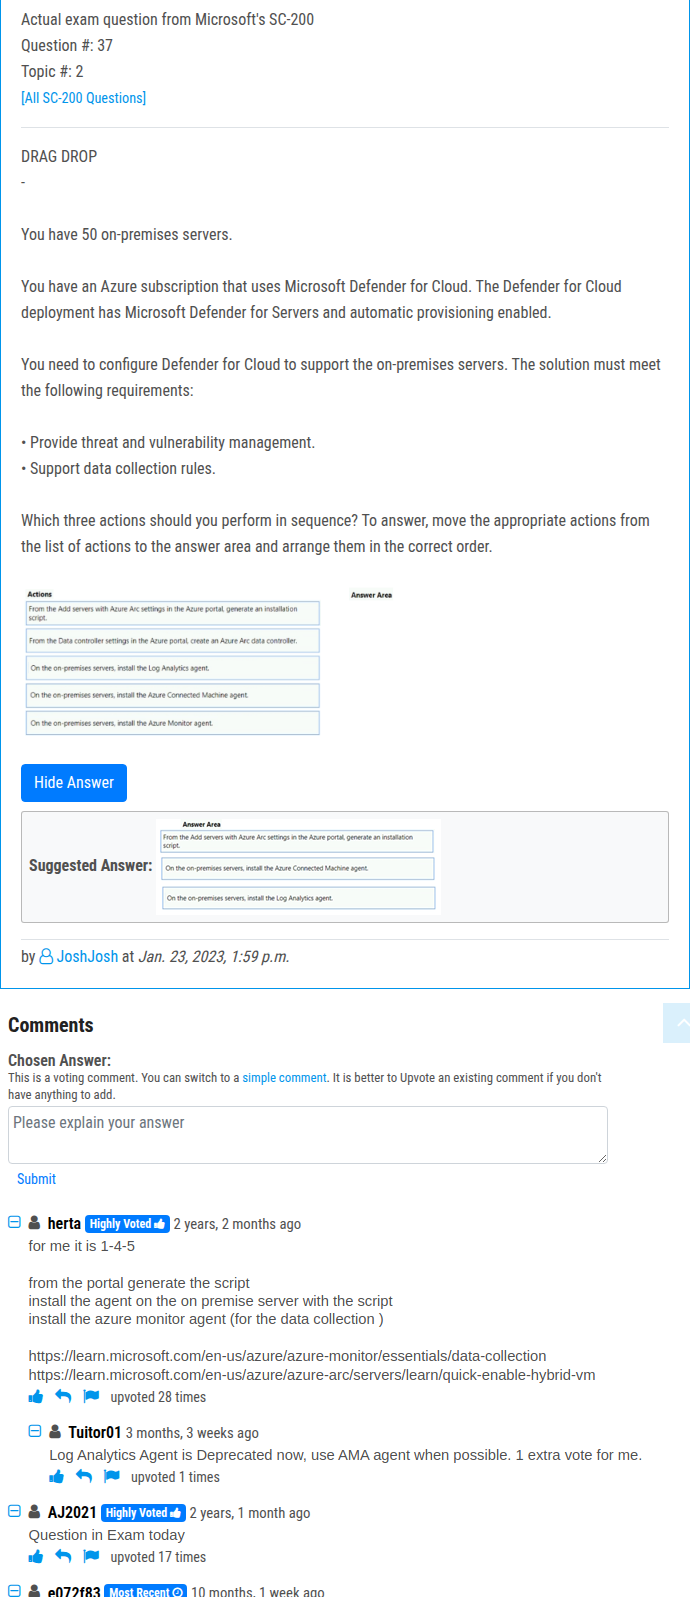 Actual exam question from Microsoft's SC-200
Question #: 37
Topic #: 2
[All SC-200 Questions]
DRAG DROP
-
You have 50 on-premises servers.
You have an Azure subscription that uses Microsoft Defender for Cloud. The Defender for Cloud
deployment has Microsoft Defender for Servers and automatic provisioning enabled.
You need to configure Defender for Cloud to support the on-premises servers. The solution must meet
the following requirements:
• Provide threat and vulnerability management.
• Support data collection rules.
Which three actions should you perform in sequence? To answer, move the appropriate actions from
the list of actions to the answer area and arrange them in the correct order.
Actions
Answer Area
From the Add servers with Azure Arc settings in the Azure portal, generate an installation
script.
From the Data controller settings in the Azure portal, create an Azure Arc data controller.
On the on-premises servers, install the Log Analytics agent.
On the on-premises servers, install the Azure Connected Machine agent.
On the on-premises servers, install the Azure Monitor agent.
Hide Answer
Suggested Answer:
Answer Area
From the Add servers with Azure Arc settings in the Azure portal, generate an installation
script.
On the on-premises servers, install the Azure Connected Machine agent.
On the on-premises servers, install the Log Analytics agent.
by JoshJosh at Jan. 23, 2023, 1:59 p.m.
Comments
Chosen Answer:
This is a voting comment. You can switch to a simple comment. It is better to Upvote an existing comment if you don't
have anything to add.
Please explain your answer
Submit
herta Highly Voted 2 years, 2 months ago
for me it is 1-4-5
from the portal generate the script
install the agent on the on premise server with the script
install the azure monitor agent (for the data collection )
https://learn.microsoft.com/en-us/azure/azure-monitor/essentials/data-collection
https://learn.microsoft.com/en-us/azure/azure-arc/servers/learn/quick-enable-hybrid-vm
upvoted 28 times
Tuitor01 3 months, 3 weeks ago
Log Analytics Agent is Deprecated now, use AMA agent when possible. 1 extra vote for me.
upvoted 1 times
AJ2021 Highly Voted 2 years, 1 month ago
Question in Exam today
upvoted 17 times
e072f83 Most Recent 10 months, 1 week ago